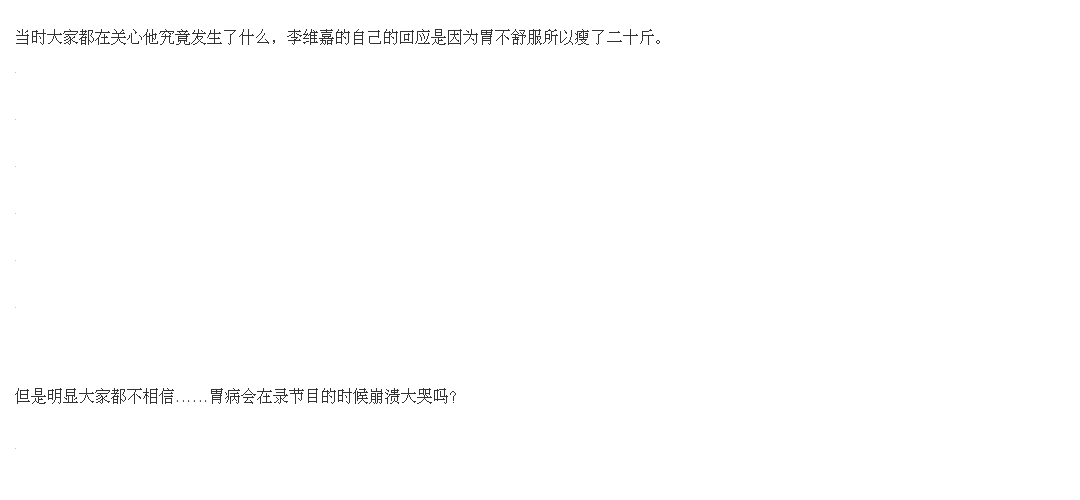 当时大家都在关心他究竟发生了什么，李维嘉的自己的回应是因为胃不舒服所以瘦了二十斤。
但是明显大家都不相信……胃病会在录节目的时候崩溃大哭吗？